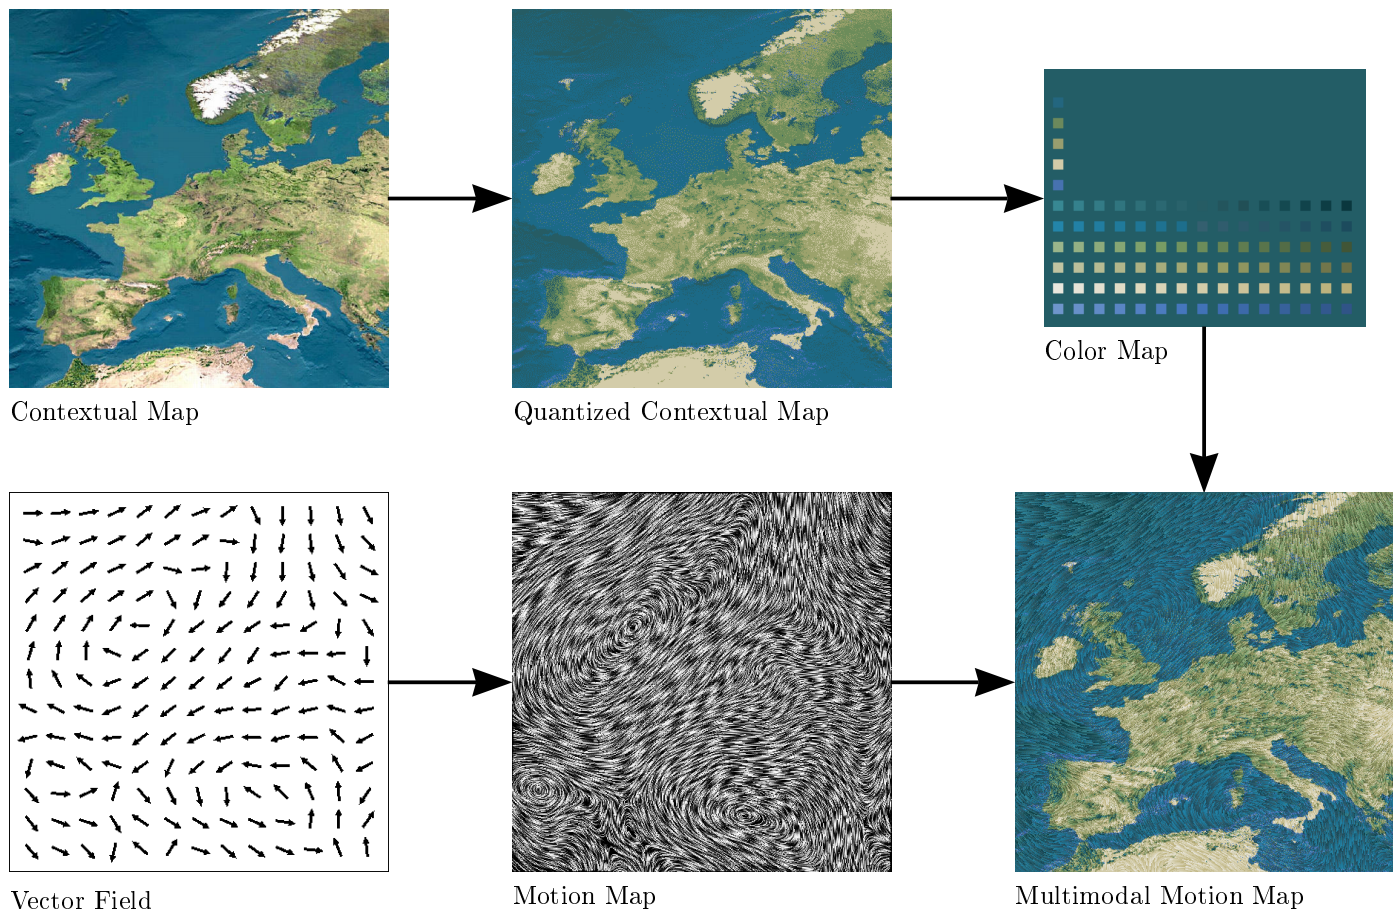 Contextual Map
Quantized Contextual Map
Color Map
Vector Field
Motion Map
Multimodal Motion Map